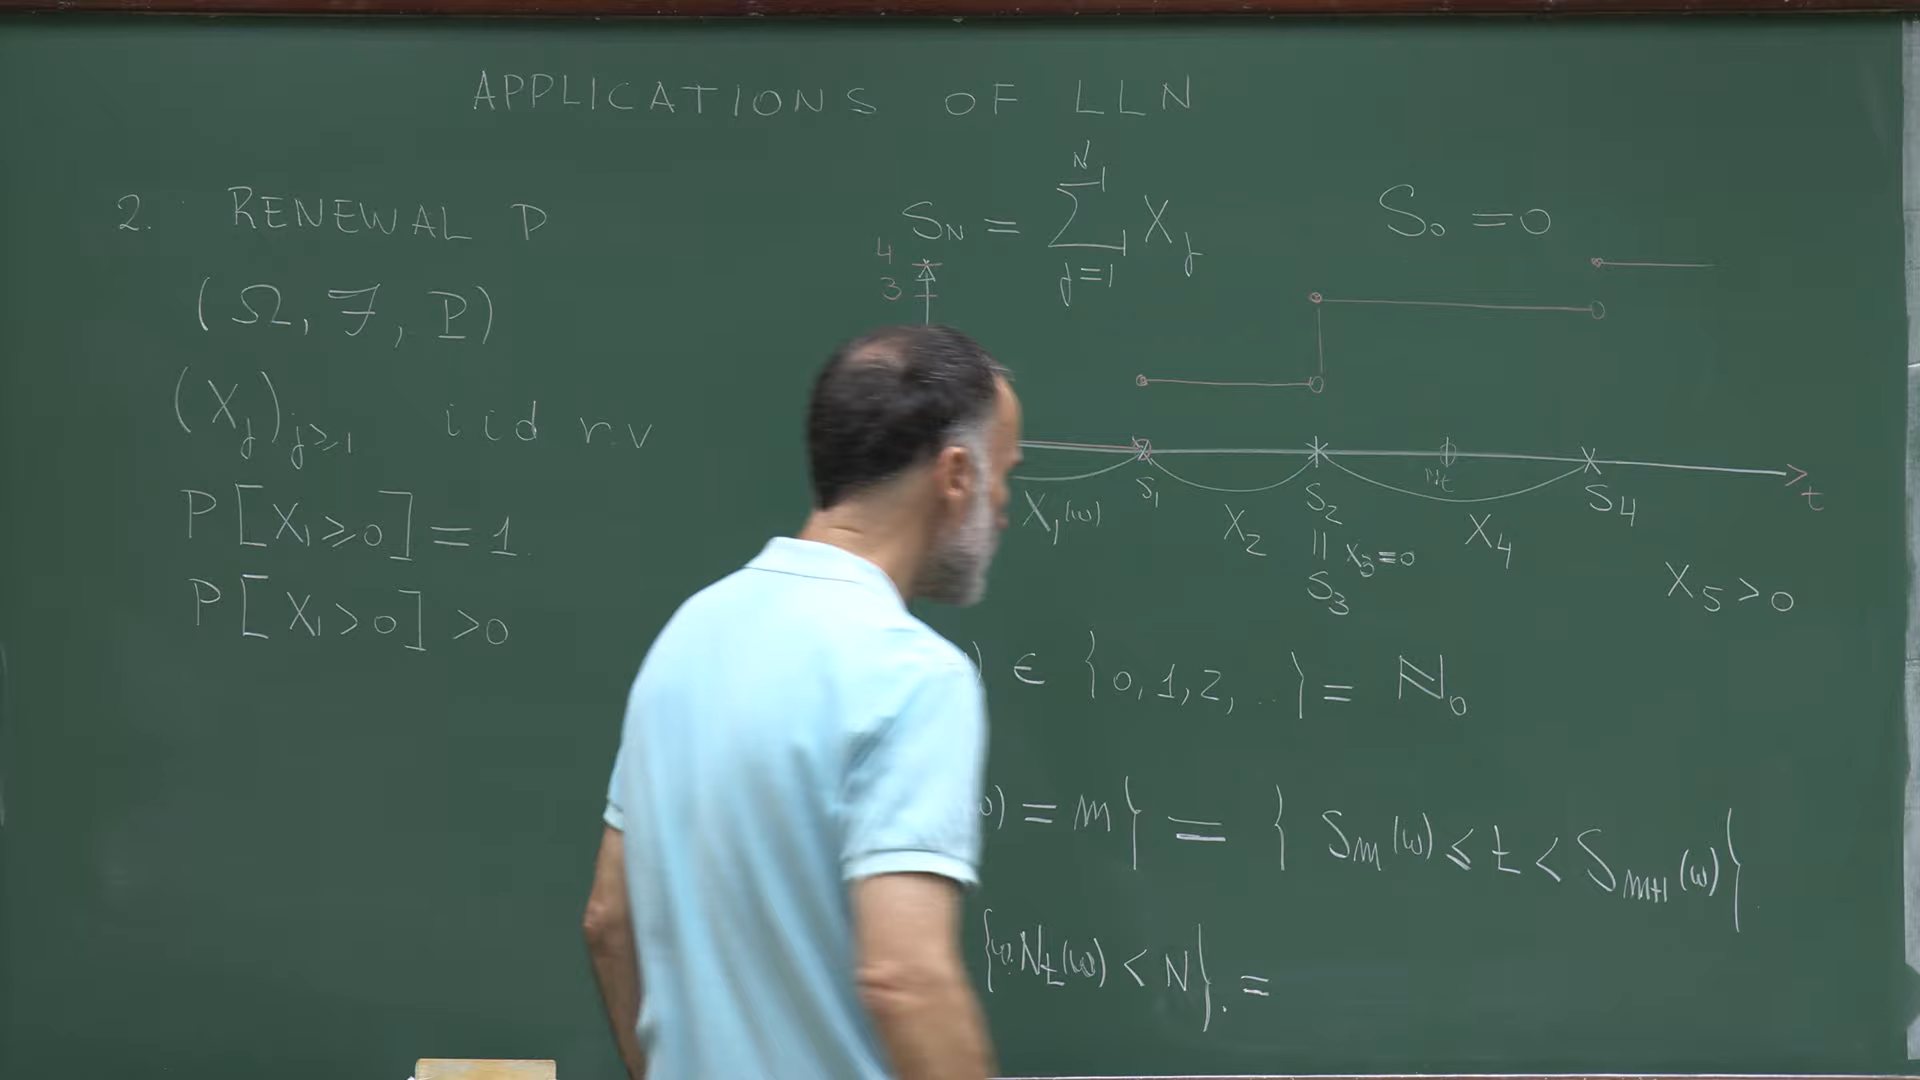 APPLICATIONS OF LLN
2. RENEWAL P
(Ω, ℱ, P)
(X_j)_{j≥1} iid r.v
P[X_1≥0]=1.
P[X_1>0]>0
S_N = ∑_{j=1}^{N} X_j
S_0 = 0
4
3
t
N_t
S_1
S_2
S_4
X_1(ω)
X_2
||
X_3=0
X_4
S_3
X_5>0
) ∈ {0,1,2,..} = ℕ_0
ω) = m} = { S_m(ω) ≤ t < S_{m+1}(ω)}
{ω: N_t(ω) < N}. =